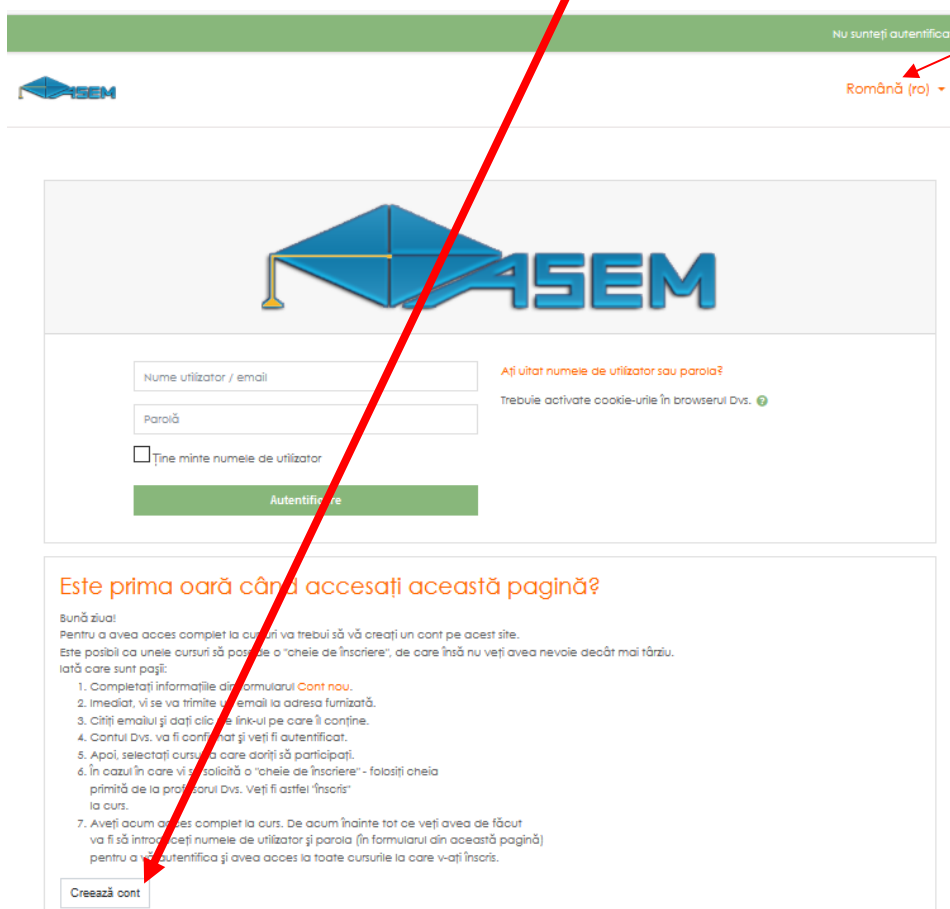 Nu sunteți autentifica
ASEM
Română (ro)
ASEM
Nume utilizator / email
Ați uitat numele de utilizator sau parola?
Parolă
Trebuie activate cookie-urile în browserul Dvs.
Ține minte numele de utilizator
Autentificare
Este prima oară când accesați această pagină?
Bună ziua!
Pentru a avea acces complet la cursuri va trebui să vă creați un cont pe acest site.
Este posibil ca unele cursuri să posede o "cheie de înscriere", de care însă nu veți avea nevoie decât mai târziu.
Iată care sunt pașii:
1. Completați informațiile din formularul Cont nou.
2. Imediat, vi se va trimite un email la adresa furnizată.
3. Citiți emailul și dați clic pe link-ul pe care îl conține.
4. Contul Dvs. va fi confirmat și veți fi autentificat.
5. Apoi, selectați cursul la care doriți să participați.
6. În cazul în care vi se solicită o "cheie de înscriere" - folosiți cheia
primită de la profesorul Dvs. Veți fi astfel "înscris"
la curs.
7. Aveți acum acces complet la curs. De acum înainte tot ce veți avea de făcut
va fi să introduceți numele de utilizator și parola (în formularul din această pagină)
pentru a vă autentifica și avea acces la toate cursurile la care v-ați înscris.
Creează cont